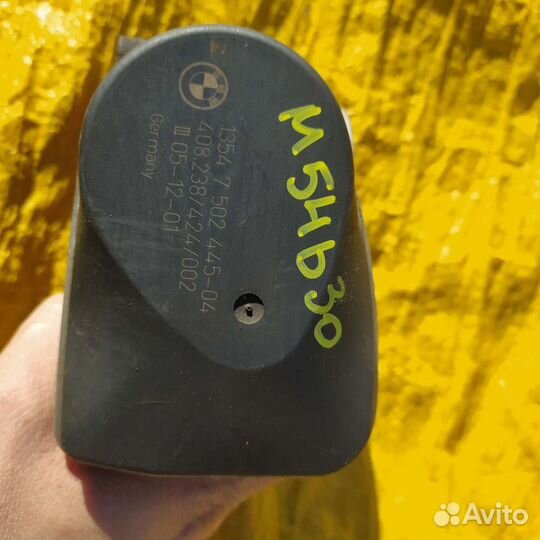 BMW
1354 7 502 445-04
408.238/424/002
III 05-12-01
Germany
M54b30
Avito